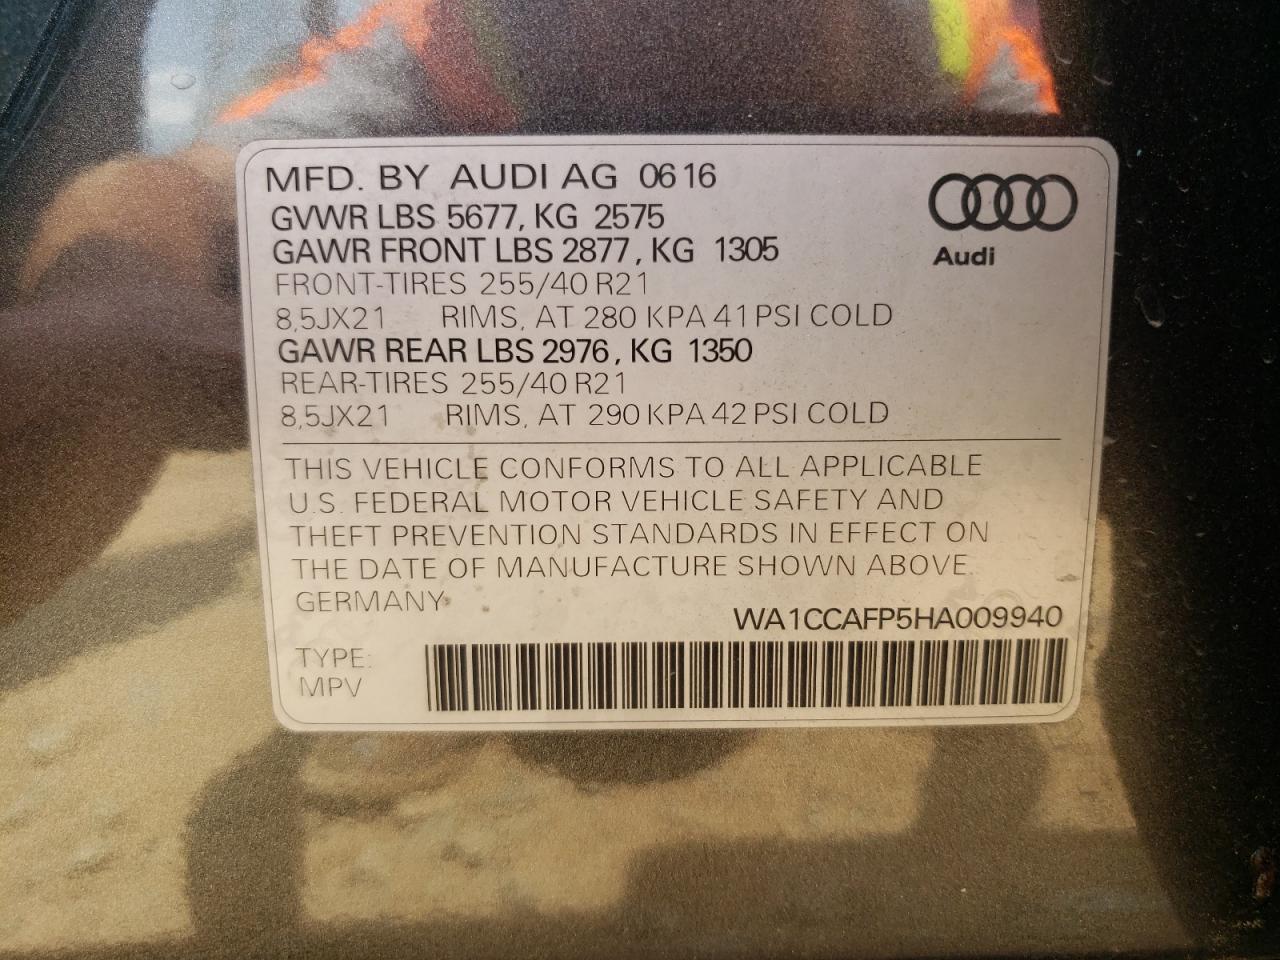 MFD. BY AUDI AG 0616
GVWR LBS 5677, KG 2575
GAWR FRONT LBS 2877, KG 1305
Audi
FRONT-TIRES 255/40 R21
8,5JX21 RIMS, AT 280 KPA 41 PSI COLD
GAWR REAR LBS 2976, KG 1350
REAR-TIRES 255/40 R21
8,5JX21 RIMS, AT 290 KPA 42 PSI COLD
THIS VEHICLE CONFORMS TO ALL APPLICABLE
U.S. FEDERAL MOTOR VEHICLE SAFETY AND
THEFT PREVENTION STANDARDS IN EFFECT ON
THE DATE OF MANUFACTURE SHOWN ABOVE.
GERMANY
WA1CCAFP5HA009940
TYPE:
MPV